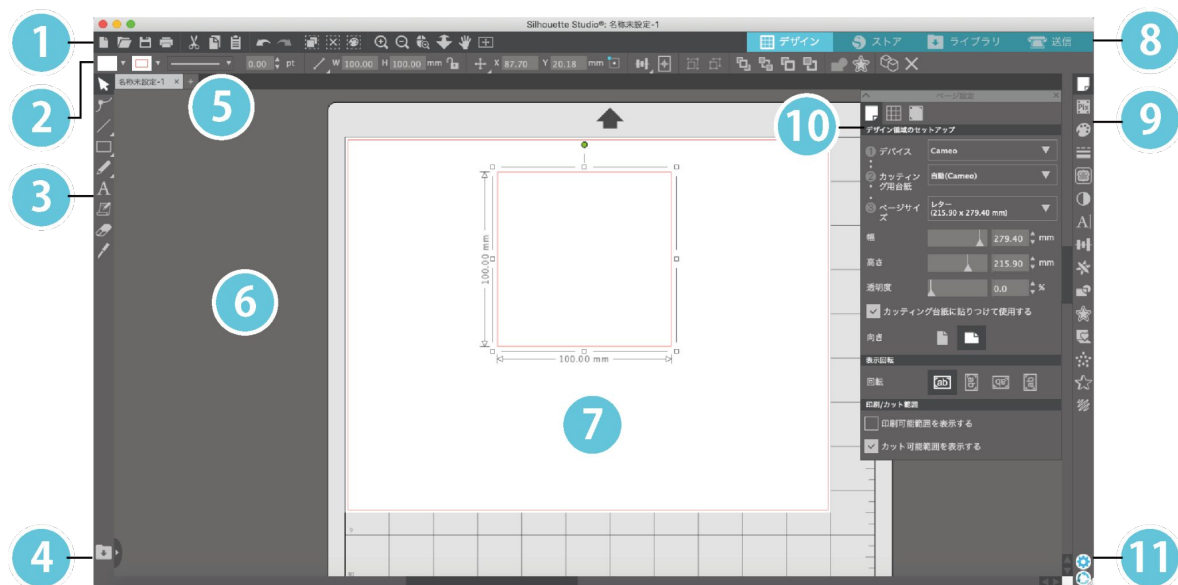 Silhouette Studio®: 名称未設定-1
1
デザイン
ストア
ライブラリ
送信
8
2
0.00 pt
W 100.00 H 100.00 mm
X 87.70 Y 20.18 mm
名称未設定-1 × +
5
ページ設定
10
Pix
9
デザイン領域のセットアップ
1 デバイス Cameo
2 カッティング用台紙 自動(Cameo)
3 ページサイズ レター
(215.90 x 279.40 mm)
幅 279.40 mm
高さ 215.90 mm
透明度 0.0 %
カッティング台紙に貼りつけて使用する
向き
表示回転
回転 ab ab ab ab
印刷/カット範囲
印刷可能範囲を表示する
カット可能範囲を表示する
3
A
A
6
100.00 mm
100.00 mm
7
4
11